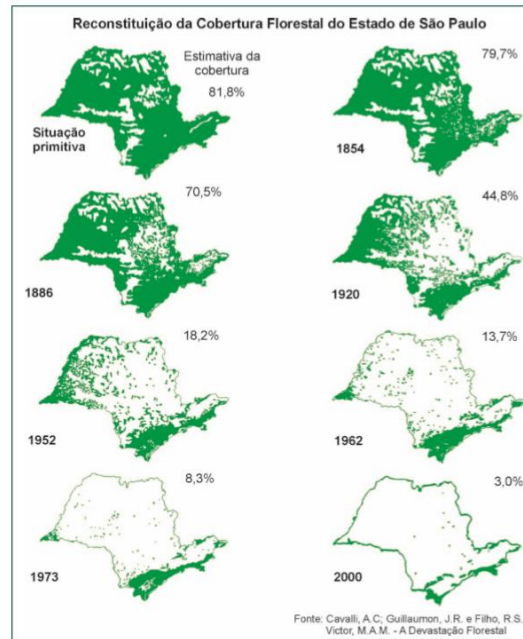 Reconstituição da Cobertura Florestal do Estado de São Paulo
Estimativa da
cobertura
81,8%
Situação
primitiva
79,7%
1854
70,5%
1886
44,8%
1920
18,2%
1952
13,7%
1962
8,3%
1973
3,0%
2000
Fonte: Cavalli, A.C; Guillaumon, J.R. e Filho, R.S.
Victor, M.A.M. - A Devastação Florestal